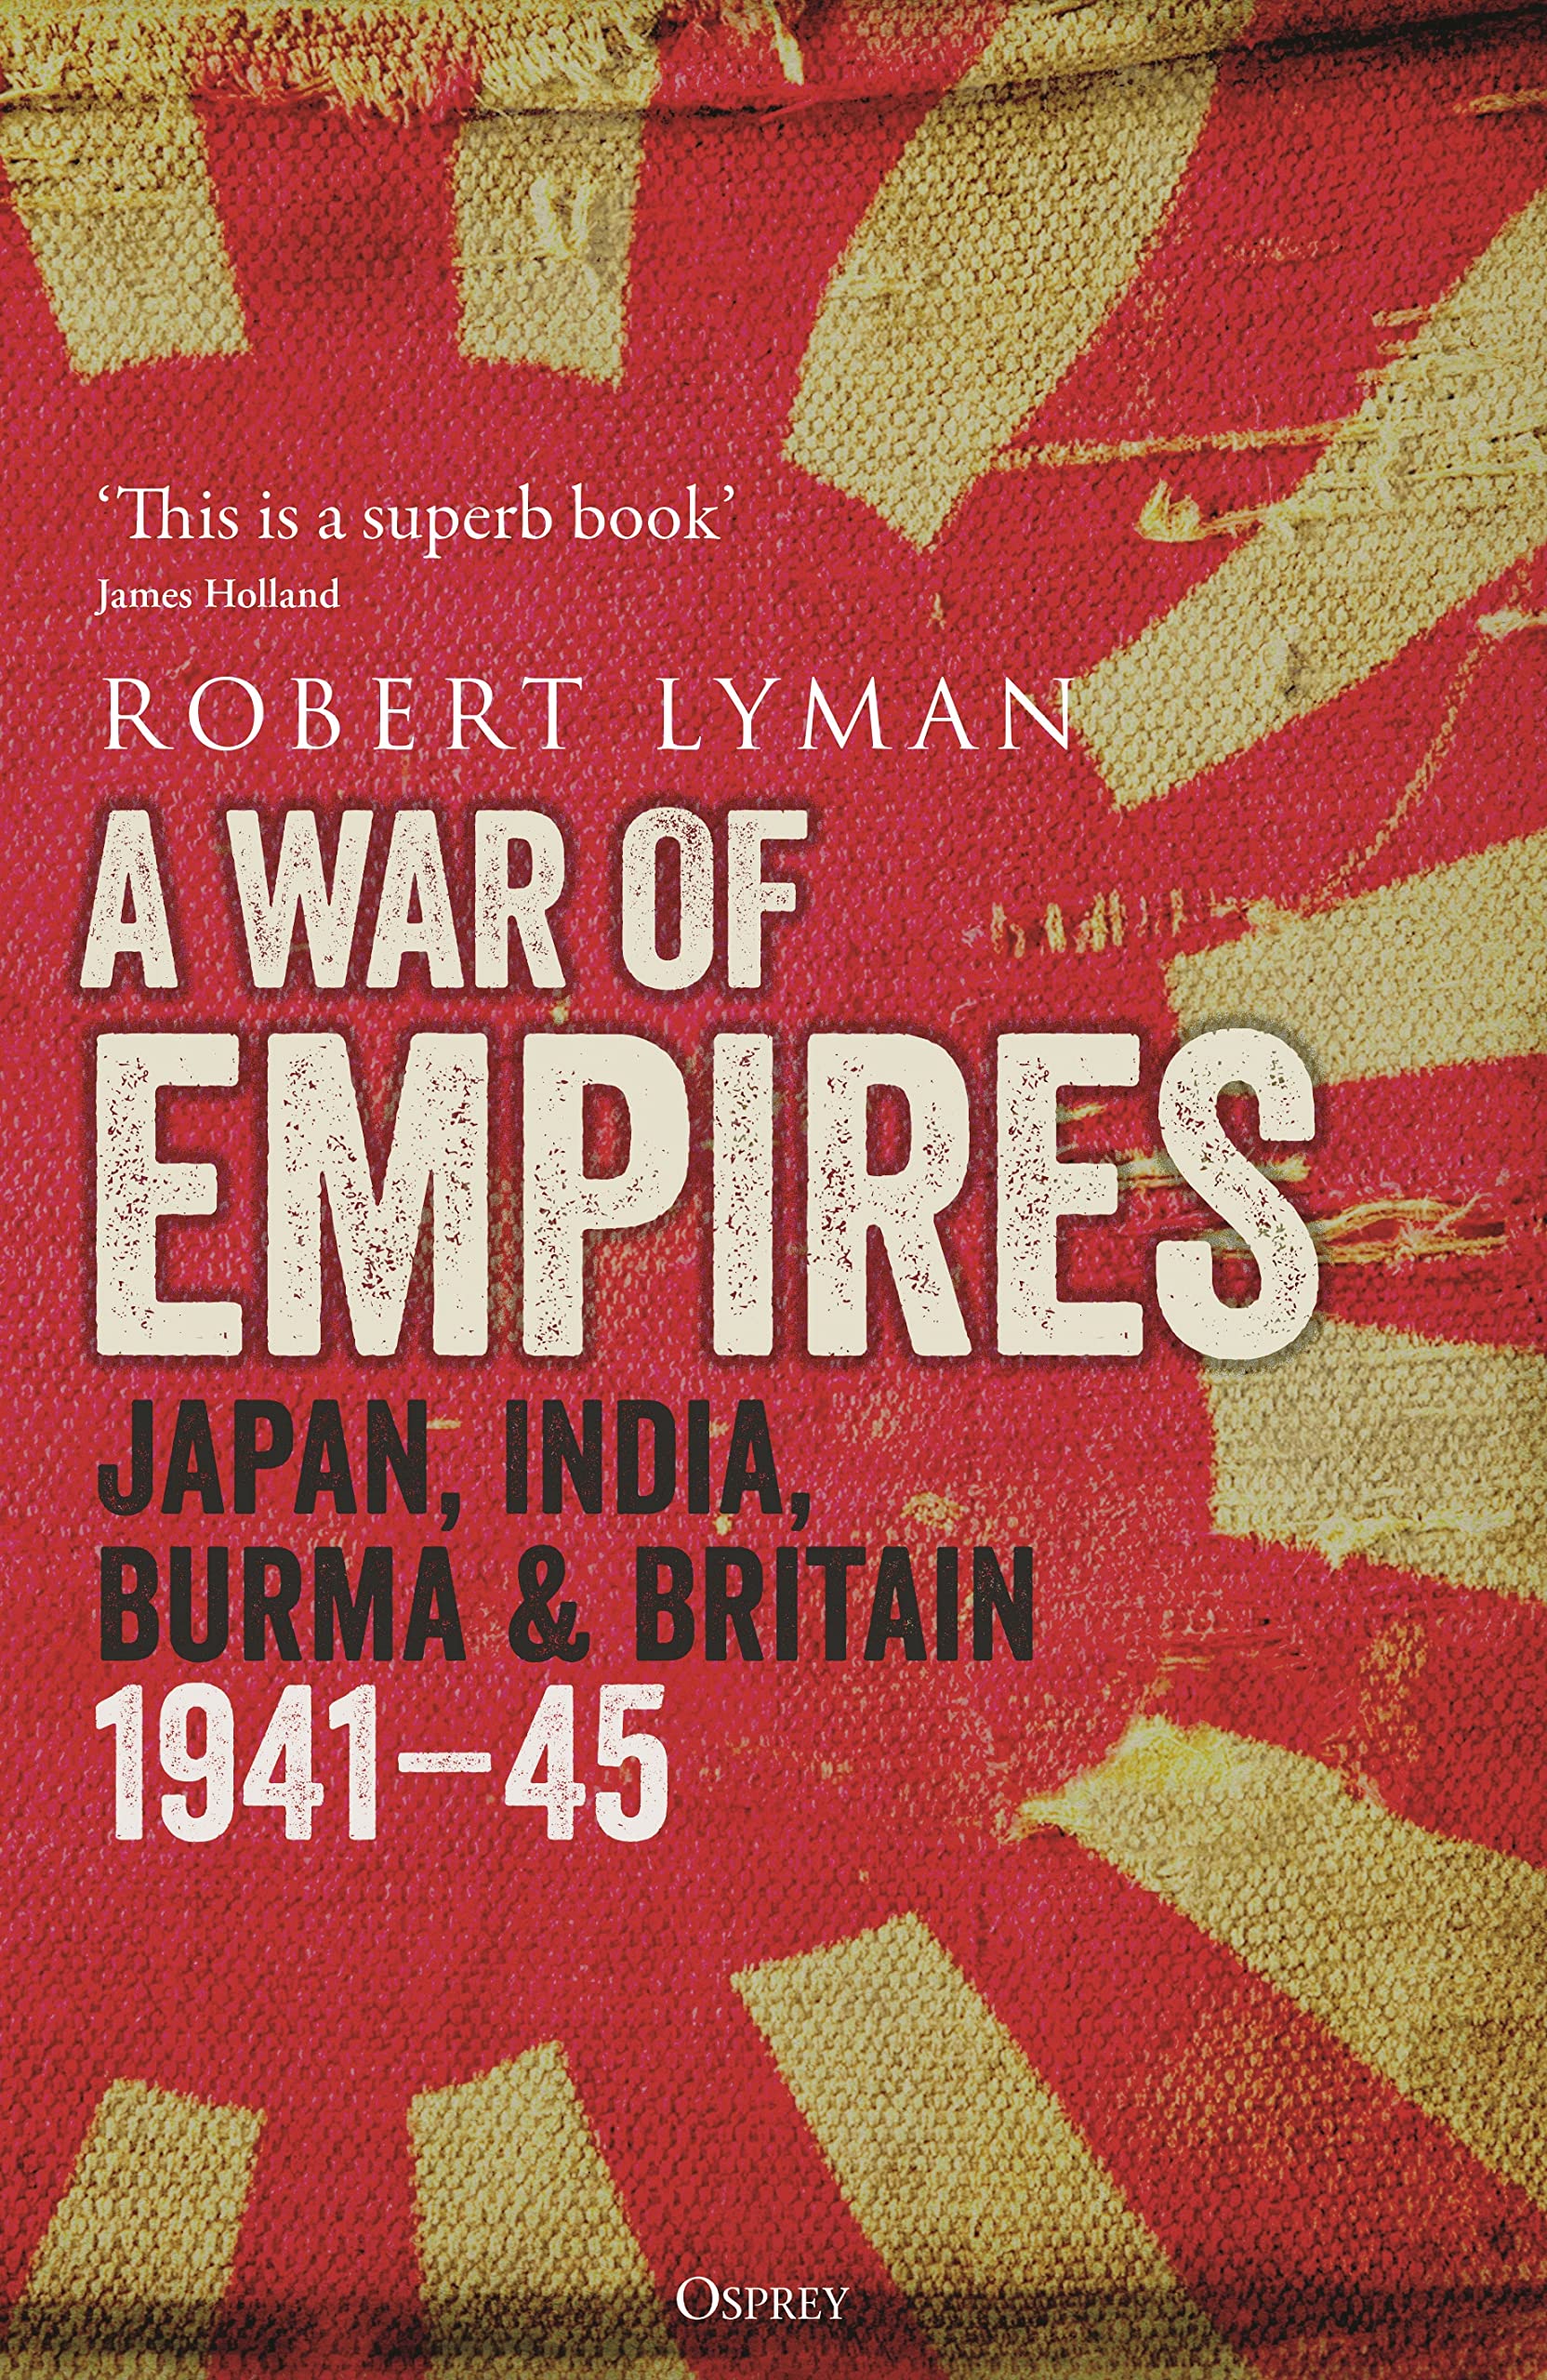 ‘This is a superb book’
James Holland
ROBERT LYMAN
A WAR OF
EMPIRES
JAPAN, INDIA,
BURMA & BRITAIN
1941–45
OSPREY